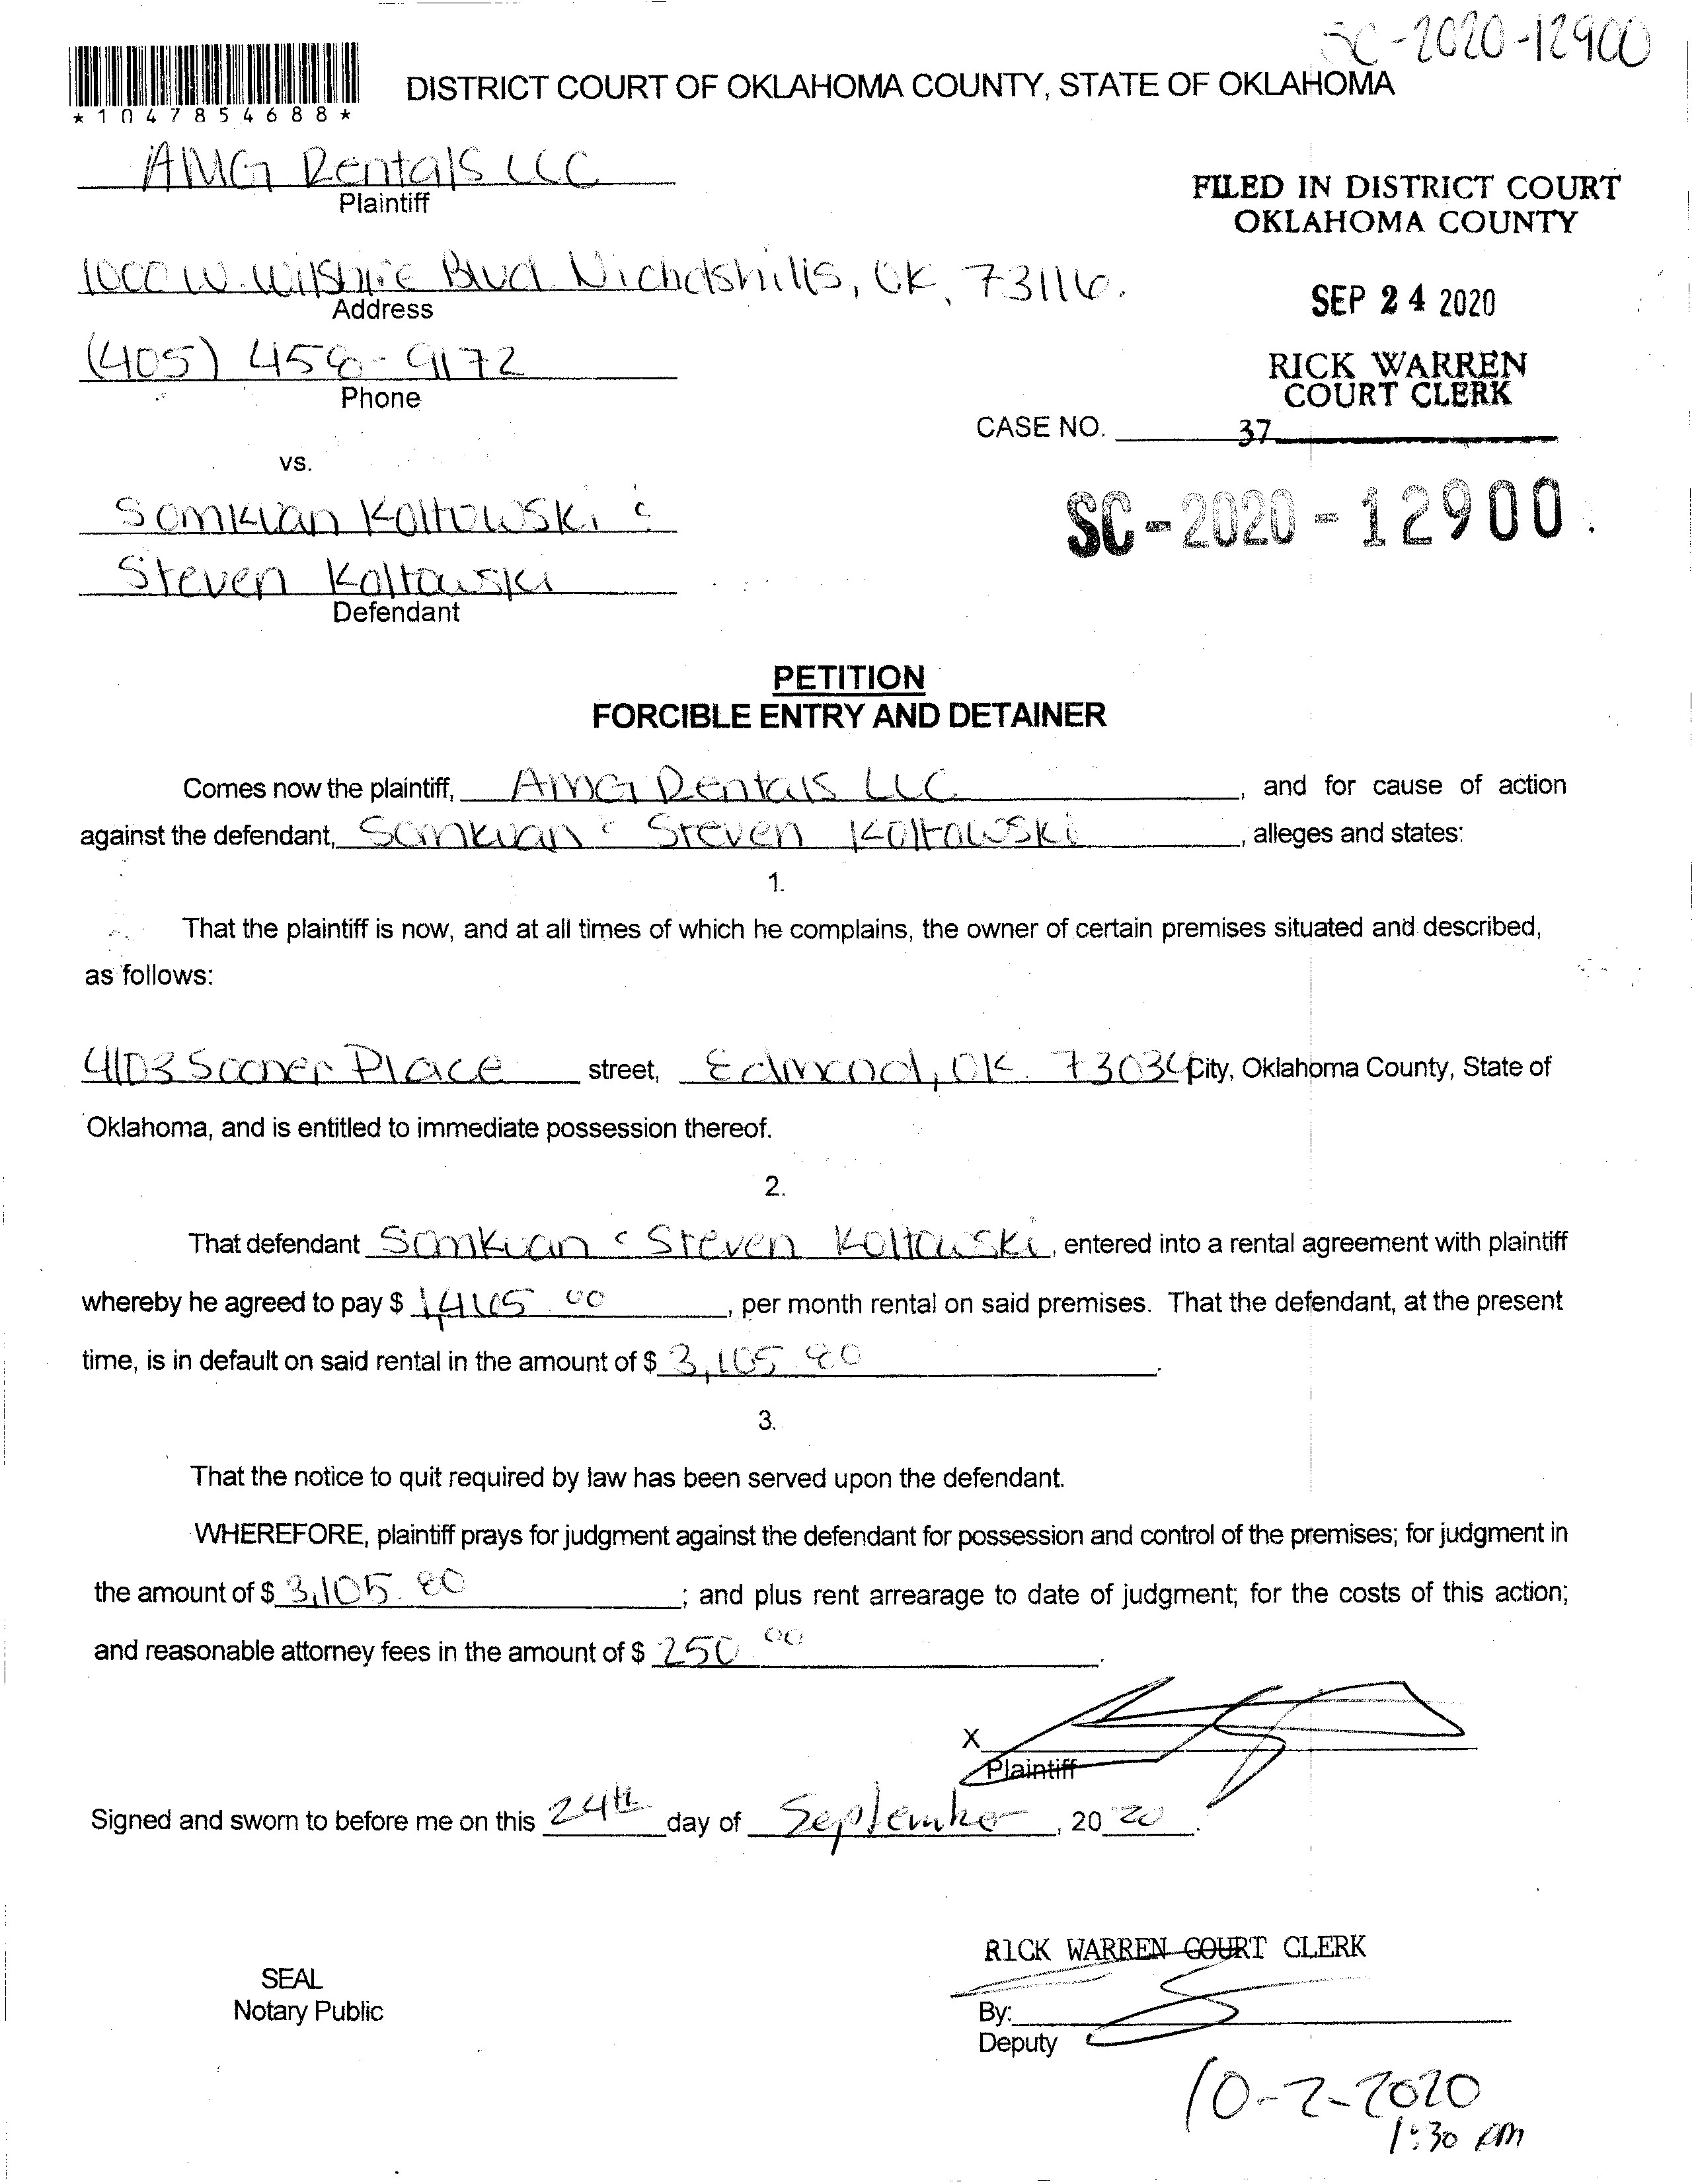 SC-2020-12900
*1047854688*
DISTRICT COURT OF OKLAHOMA COUNTY, STATE OF OKLAHOMA
AMG Rentals LLC
Plaintiff
FILED IN DISTRICT COURT
OKLAHOMA COUNTY
1000 W. Wilshire Blvd. Nicholshills, OK, 73116.
Address
SEP 24 2020
(405) 458-9172
Phone
RICK WARREN
COURT CLERK
CASE NO. 37
vs.
Somkuan Koltowski &
SC-2020-12900
Steven Koltowski
Defendant
PETITION
FORCIBLE ENTRY AND DETAINER
Comes now the plaintiff, AMG Rentals LLC, and for cause of action
against the defendant, Somkuan & Steven Koltowski, alleges and states:
1.
That the plaintiff is now, and at all times of which he complains, the owner of certain premises situated and described,
as follows:
4103 Sooner Place street, Edmond, OK. 73034 City, Oklahoma County, State of
Oklahoma, and is entitled to immediate possession thereof.
2.
That defendant Somkuan & Steven Koltowski, entered into a rental agreement with plaintiff
whereby he agreed to pay $, per month rental on said premises. That the defendant, at the present
time, is in default on said rental in the amount of $ 3,105.80.
3.
That the notice to quit required by law has been served upon the defendant.
WHEREFORE, plaintiff prays for judgment against the defendant for possession and control of the premises; for judgment in
the amount of $ 3,105.80; and plus rent arrearage to date of judgment; for the costs of this action;
and reasonable attorney fees in the amount of $ 250 00.
X
Plaintiff
Signed and sworn to before me on this 24th day of September, 2020.
RICK WARREN COURT CLERK
SEAL
Notary Public
By:
Deputy
10-2-2020
1:30 PM